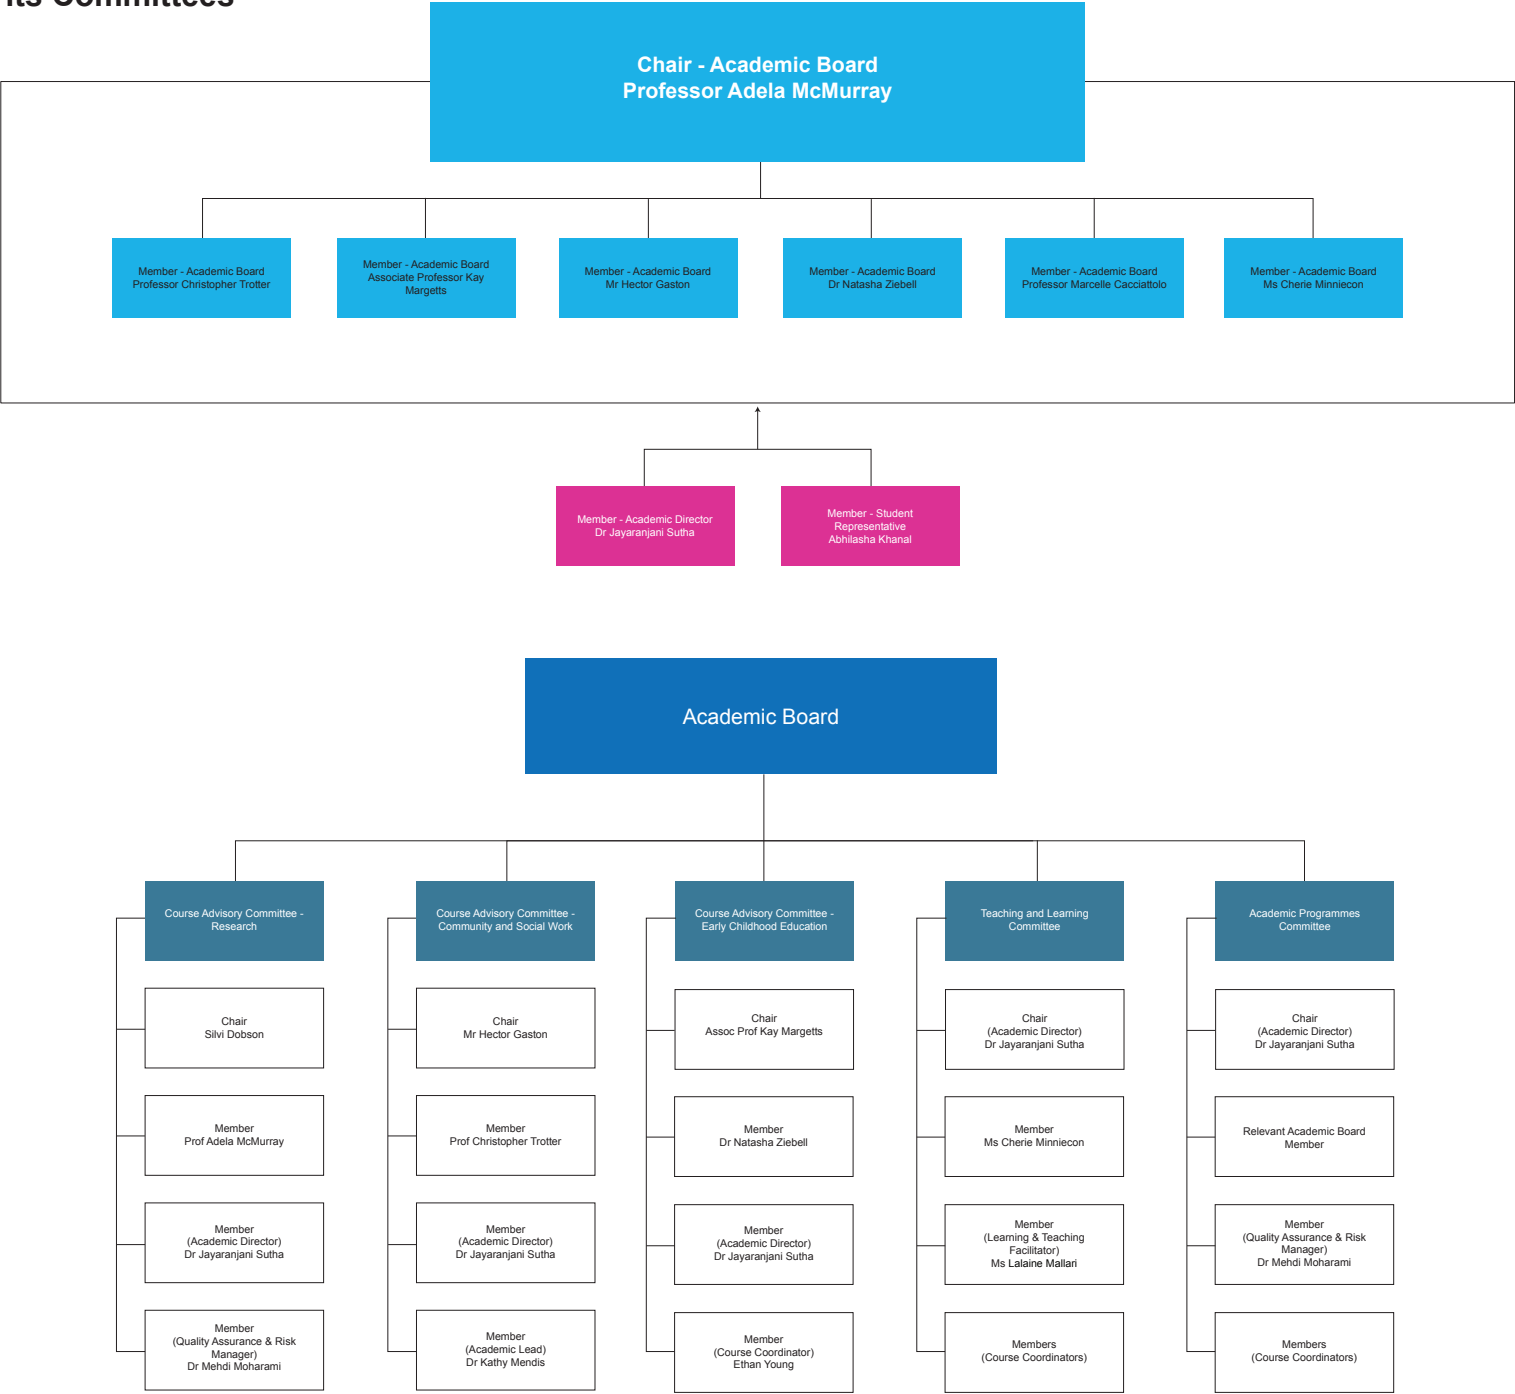 its Committees
Chair - Academic Board
Professor Adela McMurray
Member - Academic Board
Professor Christopher Trotter
Member - Academic Board
Associate Professor Kay
Margetts
Member - Academic Board
Mr Hector Gaston
Member - Academic Board
Dr Natasha Ziebell
Member - Academic Board
Professor Marcelle Cacciattolo
Member - Academic Board
Ms Cherie Minniecon
Member - Academic Director
Dr Jayaranjani Sutha
Member - Student
Representative
Abhilasha Khanal
Academic Board
Course Advisory Committee -
Research
Chair
Silvi Dobson
Member
Prof Adela McMurray
Member
(Academic Director)
Dr Jayaranjani Sutha
Member
(Quality Assurance & Risk
Manager)
Dr Mehdi Moharami
Course Advisory Committee -
Community and Social Work
Chair
Mr Hector Gaston
Member
Prof Christopher Trotter
Member
(Academic Director)
Dr Jayaranjani Sutha
Member
(Academic Lead)
Dr Kathy Mendis
Course Advisory Committee -
Early Childhood Education
Chair
Assoc Prof Kay Margetts
Member
Dr Natasha Ziebell
Member
(Academic Director)
Dr Jayaranjani Sutha
Member
(Course Coordinator)
Ethan Young
Teaching and Learning
Committee
Chair
(Academic Director)
Dr Jayaranjani Sutha
Member
Ms Cherie Minniecon
Member
(Learning & Teaching
Facilitator)
Ms Lalaine Mallari
Members
(Course Coordinators)
Academic Programmes
Committee
Chair
(Academic Director)
Dr Jayaranjani Sutha
Relevant Academic Board
Member
Member
(Quality Assurance & Risk
Manager)
Dr Mehdi Moharami
Members
(Course Coordinators)